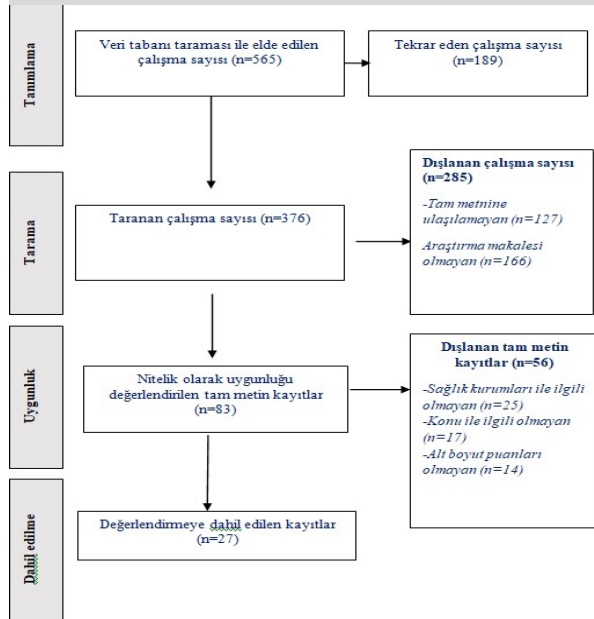 Tanımlama
Veri tabanı taraması ile elde edilen
çalışma sayısı (n=565)
Tekrar eden çalışma sayısı
(n=189)
Tarama
Taranan çalışma sayısı (n=376)
Dışlanan çalışma sayısı
(n=285)
-Tam metnine
ulaşılamayan (n=127)
Araştırma makalesi
olmayan (n=166)
Uygunluk
Nitelik olarak uygunluğu
değerlendirilen tam metin kayıtlar
(n=83)
Dışlanan tam metin
kayıtlar (n=56)
-Sağlık kurumları ile ilgili
olmayan (n=25)
-Konu ile ilgili olmayan
(n=17)
-Alt boyut puanları
olmayan (n=14)
Dahil edilme
Değerlendirmeye dahil edilen kayıtlar
(n=27)